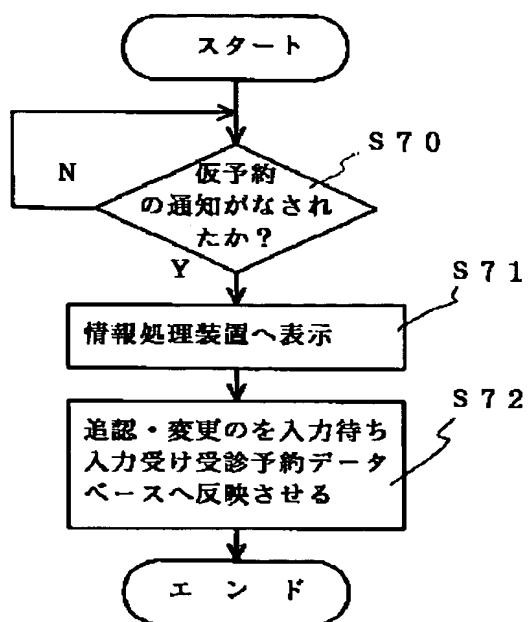 スタート
S70
N
仮予約
の通知がなされ
たか?
Y
S71
情報処理装置へ表示
S72
追認・変更のを入力待ち
入力受け受診予約データ
ベースへ反映させる
エンド